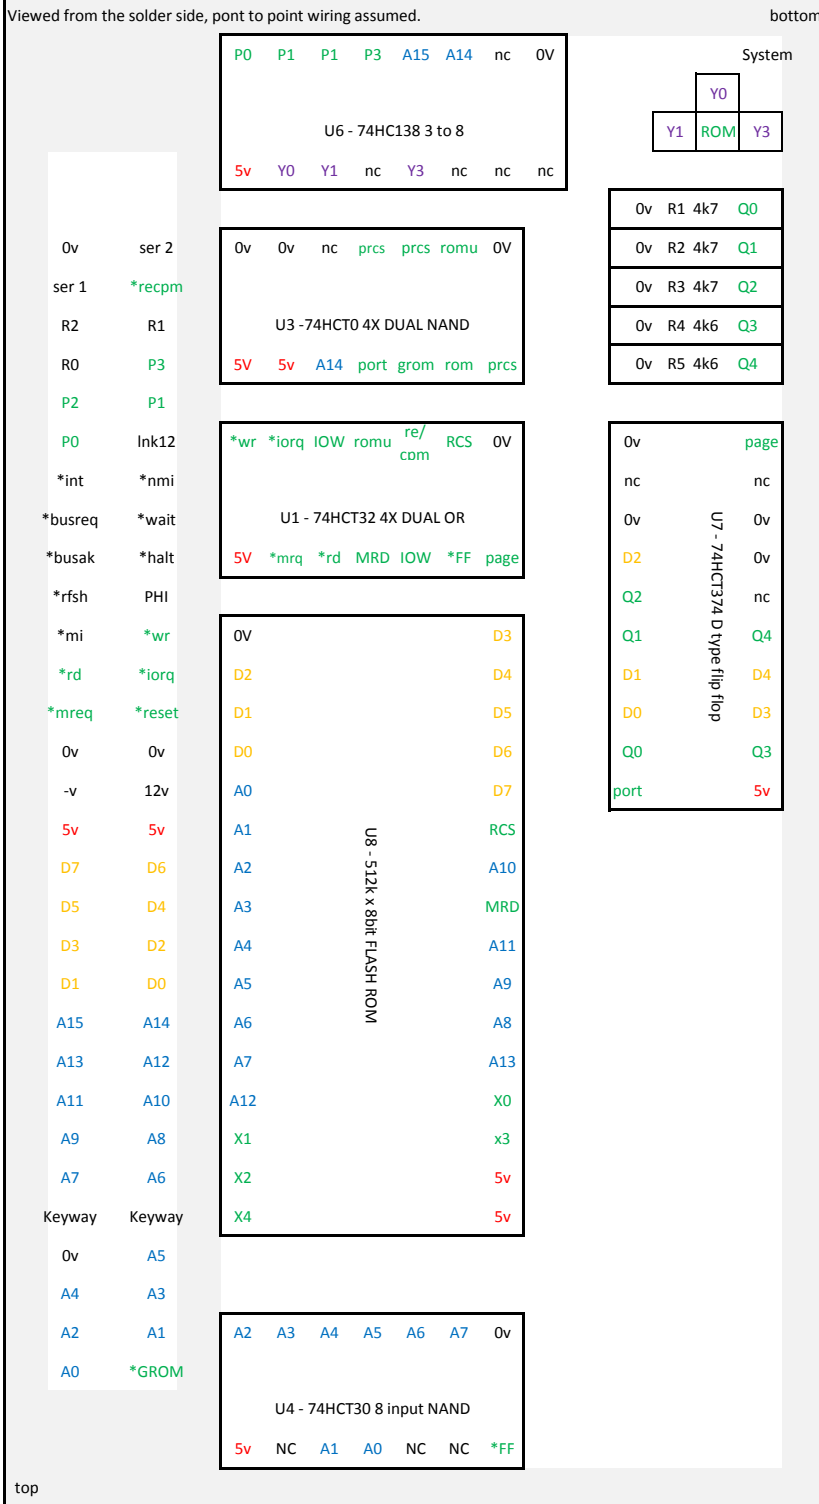 Viewed from the solder side, pont to point wiring assumed. bottom
P0 P1 P1 P3 A15 A14 nc 0V
U6 - 74HC138 3 to 8
5v Y0 Y1 nc Y3 nc nc nc
System
Y0
Y1 ROM Y3
0v R1 4k7 Q0
0v R2 4k7 Q1
0v R3 4k7 Q2
0v R4 4k6 Q3
0v R5 4k6 Q4
0v ser 2
ser 1 *recpm
R2 R1
R0 P3
P2 P1
P0 lnk12
*int *nmi
*busreq *wait
*busak *halt
*rfsh PHI
*mi *wr
*rd *iorq
*mreq *reset
0v 0v
-v 12v
5v 5v
D7 D6
D5 D4
D3 D2
D1 D0
A15 A14
A13 A12
A11 A10
A9 A8
A7 A6
Keyway Keyway
0v A5
A4 A3
A2 A1
A0 *GROM
0v 0v nc prcs prcs romu 0V
U3 -74HCT0 4X DUAL NAND
5V 5v A14 port grom rom prcs
*wr *iorq IOW romu re/cpm RCS 0V
U1 - 74HCT32 4X DUAL OR
5V *mrq *rd MRD IOW *FF page
0V D3
D2 D4
D1 D5
D0 D6
A0 D7
A1 RCS
A2 A10
A3 MRD
A4 A11
A5 A9
A6 A8
A7 A13
A12 X0
X1 x3
X2 5v
X4 5v
U8 - 512k x 8bit FLASH ROM
0v page
nc nc
0v 0v
D2 0v
Q2 nc
Q1 Q4
D1 D4
D0 D3
Q0 Q3
port 5v
U7 - 74HCT374 D type flip flop
A2 A3 A4 A5 A6 A7 0v
U4 - 74HCT30 8 input NAND
5v NC A1 A0 NC NC *FF
top